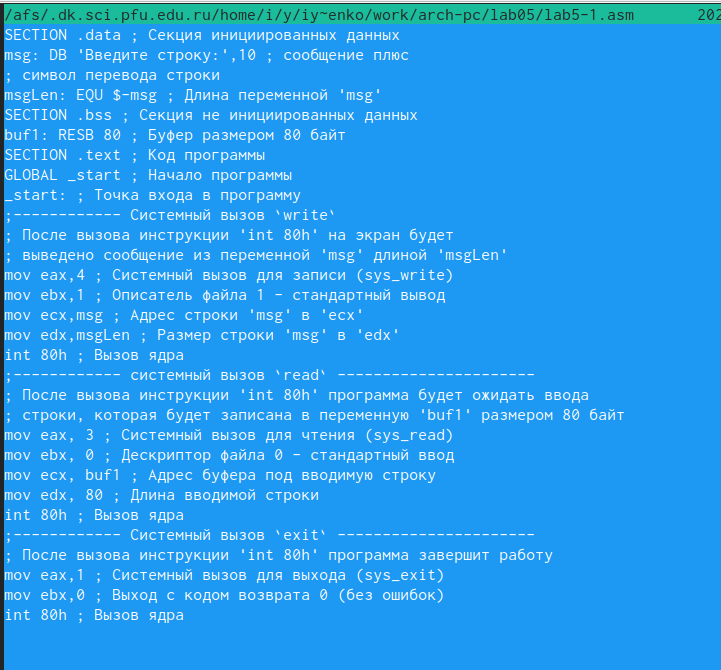 /afs/.dk.sci.pfu.edu.ru/home/i/y/iy~enko/work/arch-pc/lab05/lab5-1.asm 202
SECTION .data ; Секция инициированных данных
msg: DB 'Введите строку:',10 ; сообщение плюс
; символ перевода строки
msgLen: EQU $-msg ; Длина переменной 'msg'
SECTION .bss ; Секция не инициированных данных
buf1: RESB 80 ; Буфер размером 80 байт
SECTION .text ; Код программы
GLOBAL _start ; Начало программы
_start: ; Точка входа в программу
;------------ Системный вызов `write`
; После вызова инструкции 'int 80h' на экран будет
; выведено сообщение из переменной 'msg' длиной 'msgLen'
mov eax,4 ; Системный вызов для записи (sys_write)
mov ebx,1 ; Описатель файла 1 - стандартный вывод
mov ecx,msg ; Адрес строки 'msg' в 'ecx'
mov edx,msgLen ; Размер строки 'msg' в 'edx'
int 80h ; Вызов ядра
;------------ системный вызов `read` ----------------------
; После вызова инструкции 'int 80h' программа будет ожидать ввода
; строки, которая будет записана в переменную 'buf1' размером 80 байт
mov eax, 3 ; Системный вызов для чтения (sys_read)
mov ebx, 0 ; Дескриптор файла 0 - стандартный ввод
mov ecx, buf1 ; Адрес буфера под вводимую строку
mov edx, 80 ; Длина вводимой строки
int 80h ; Вызов ядра
;------------ Системный вызов `exit` ----------------------
; После вызова инструкции 'int 80h' программа завершит работу
mov eax,1 ; Системный вызов для выхода (sys_exit)
mov ebx,0 ; Выход с кодом возврата 0 (без ошибок)
int 80h ; Вызов ядра